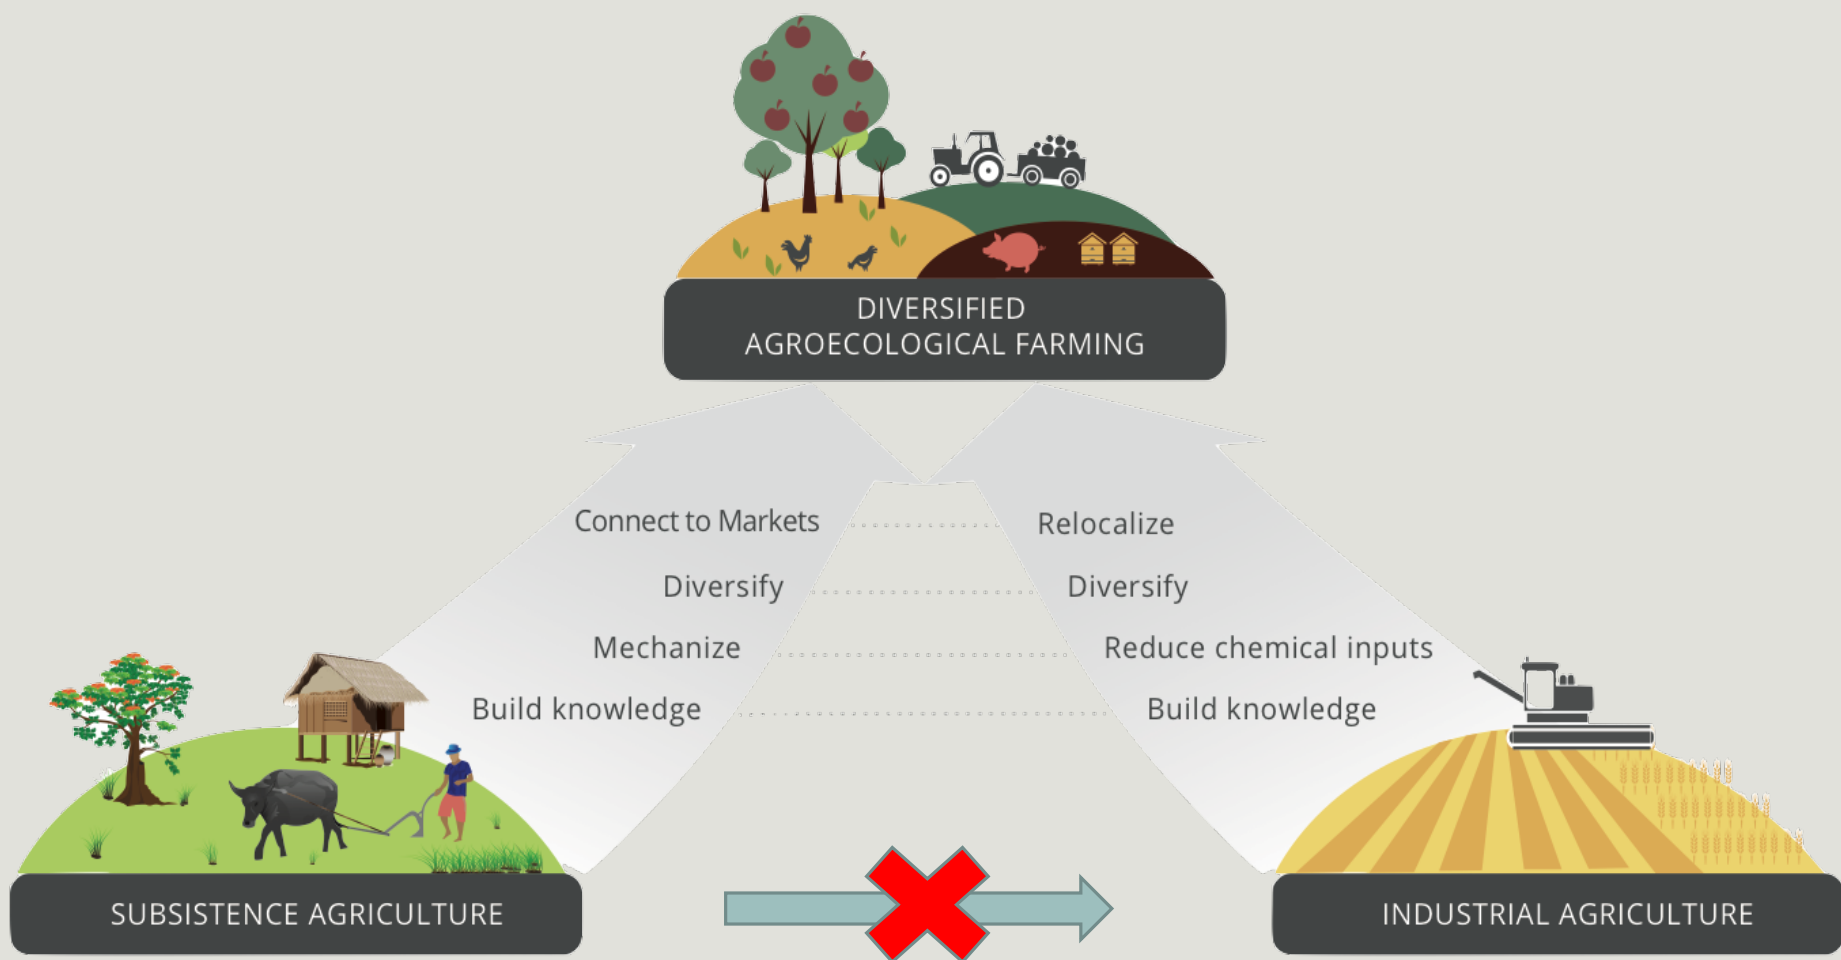 DIVERSIFIED
AGROECOLOGICAL FARMING
Connect to Markets
Relocalize
Diversify
Diversify
Mechanize
Reduce chemical inputs
Build knowledge
Build knowledge
SUBSISTENCE AGRICULTURE
INDUSTRIAL AGRICULTURE